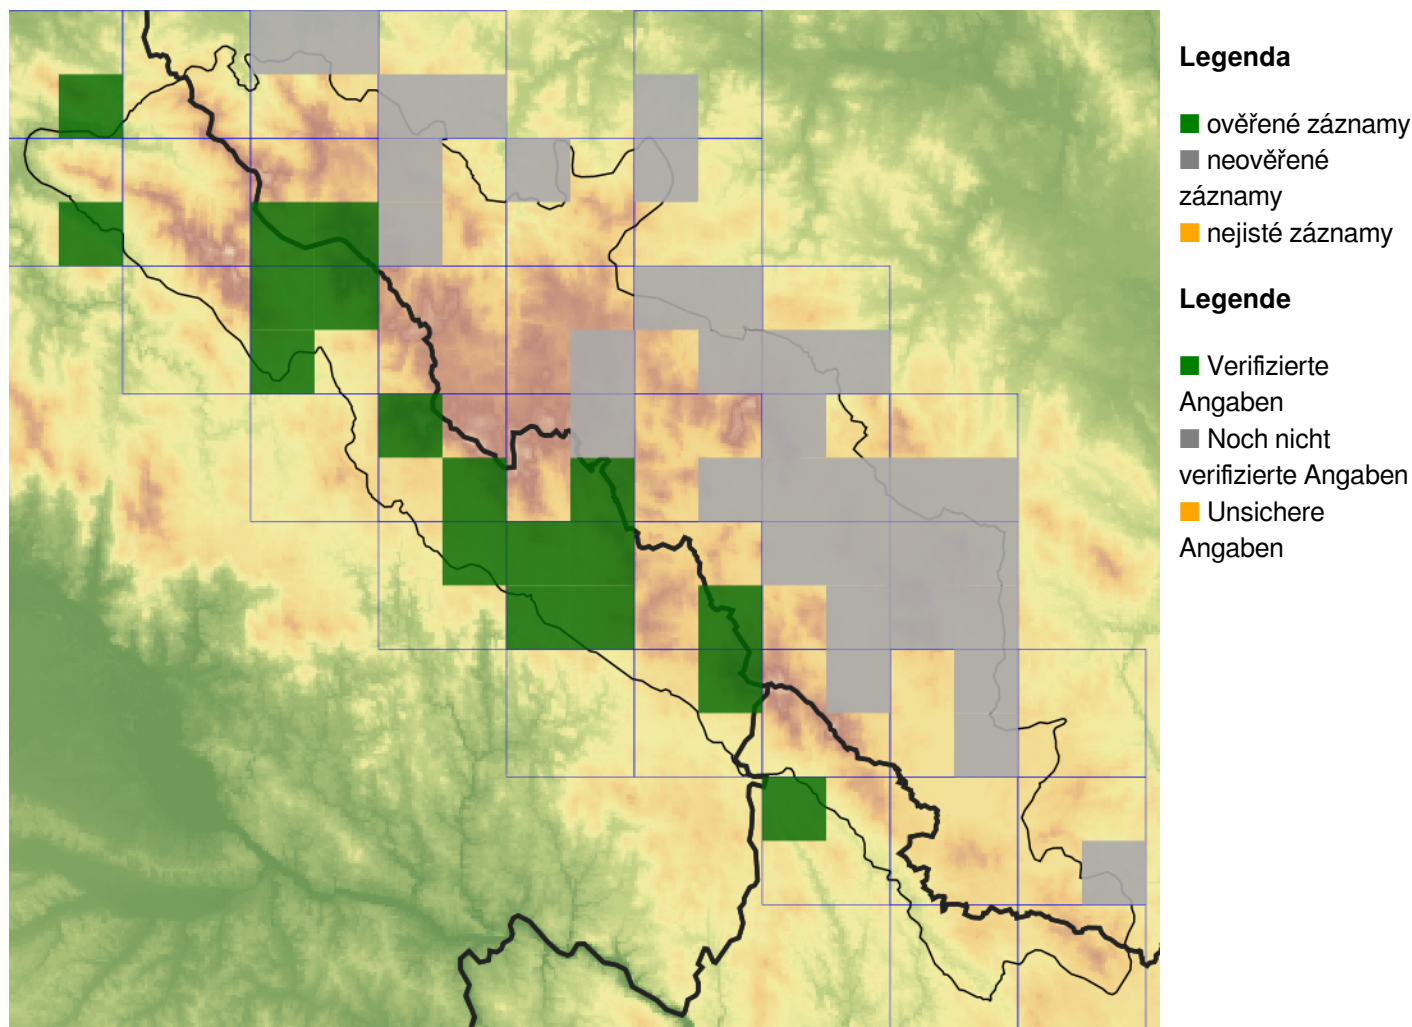 Legenda
ověřené záznamy
neověřené
záznamy
nejisté záznamy
Legende
Verifizierte
Angaben
Noch nicht
verifizierte Angaben
Unsichere
Angaben